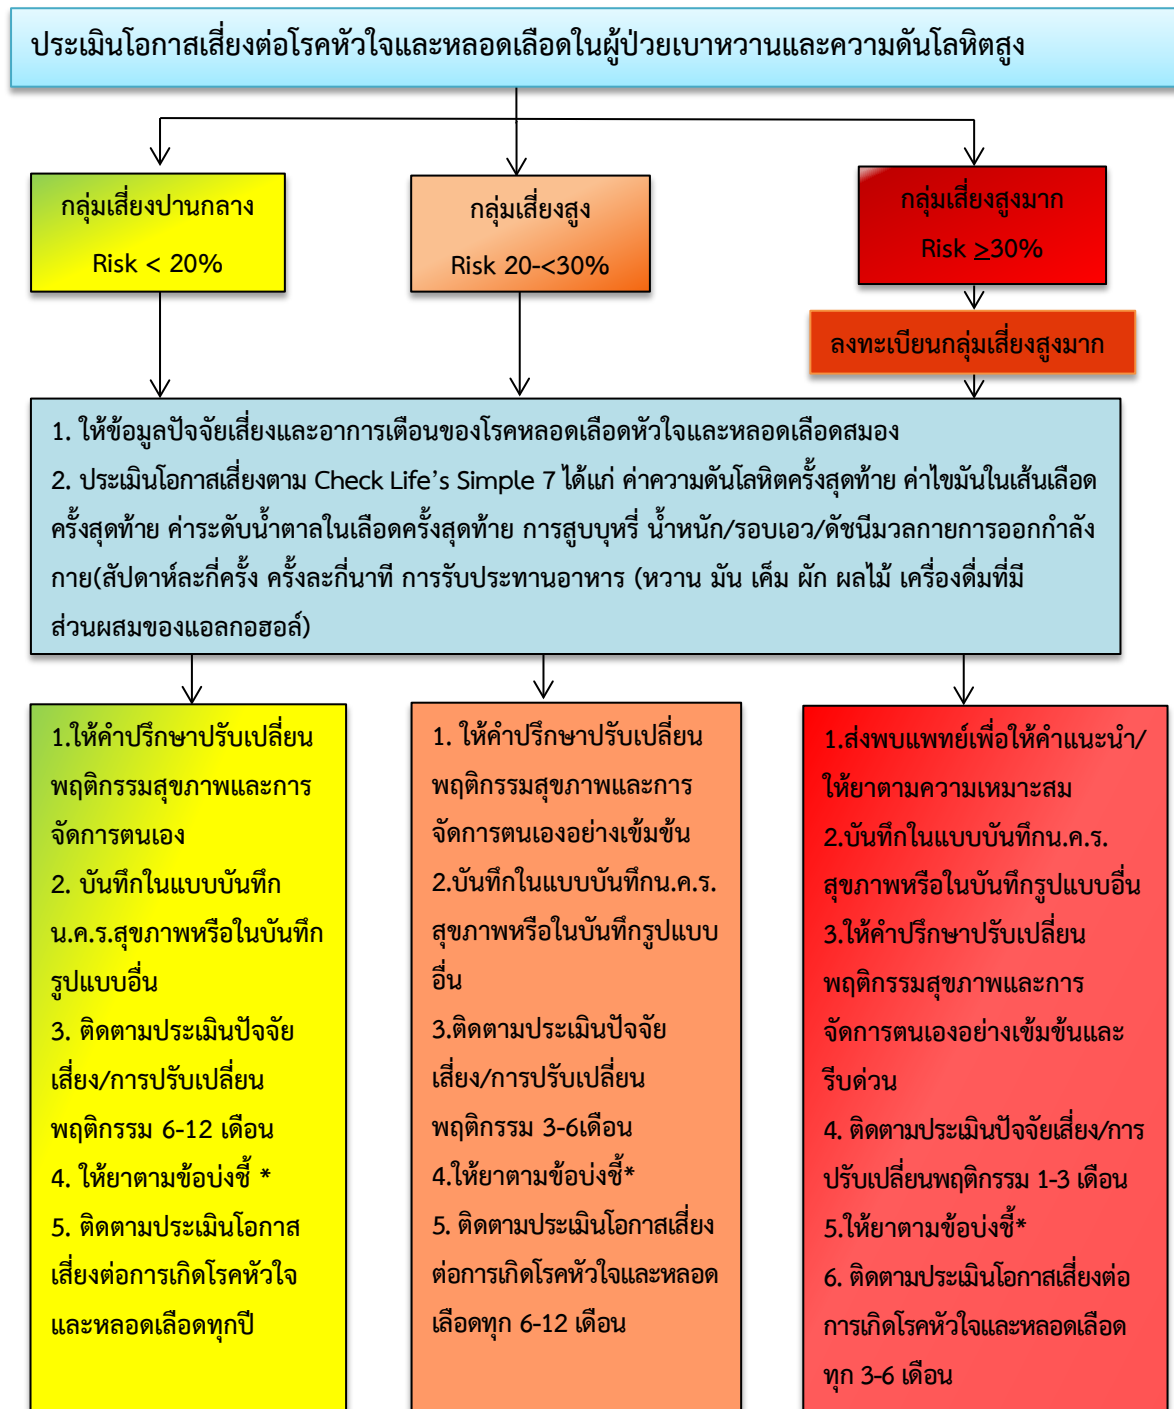 ประเมินโอกาสเสี่ยงต่อโรคหัวใจและหลอดเลือดในผู้ป่วยเบาหวานและความดันโลหิตสูง
กลุ่มเสี่ยงปานกลาง
Risk < 20%
กลุ่มเสี่ยงสูง
Risk 20-<30%
กลุ่มเสี่ยงสูงมาก
Risk ≥30%
ลงทะเบียนกลุ่มเสี่ยงสูงมาก
1. ให้ข้อมูลปัจจัยเสี่ยงและอาการเตือนของโรคหลอดเลือดหัวใจและหลอดเลือดสมอง
2. ประเมินโอกาสเสี่ยงตาม Check Life’s Simple 7 ได้แก่ ค่าความดันโลหิตครั้งสุดท้าย ค่าไขมันในเส้นเลือด
ครั้งสุดท้าย ค่าระดับน้ำตาลในเลือดครั้งสุดท้าย การสูบบุหรี่ น้ำหนัก/รอบเอว/ดัชนีมวลกายการออกกำลัง
กาย(สัปดาห์ละกี่ครั้ง ครั้งละกี่นาที การรับประทานอาหาร (หวาน มัน เค็ม ผัก ผลไม้ เครื่องดื่มที่มี
ส่วนผสมของแอลกอฮอล์)
1.ให้คำปรึกษาปรับเปลี่ยน
พฤติกรรมสุขภาพและการ
จัดการตนเอง
2. บันทึกในแบบบันทึก
น.ค.ร.สุขภาพหรือในบันทึก
รูปแบบอื่น
3. ติดตามประเมินปัจจัย
เสี่ยง/การปรับเปลี่ยน
พฤติกรรม 6-12 เดือน
4. ให้ยาตามข้อบ่งชี้ *
5. ติดตามประเมินโอกาส
เสี่ยงต่อการเกิดโรคหัวใจ
และหลอดเลือดทุกปี
1. ให้คำปรึกษาปรับเปลี่ยน
พฤติกรรมสุขภาพและการ
จัดการตนเองอย่างเข้มข้น
2.บันทึกในแบบบันทึกน.ค.ร.
สุขภาพหรือในบันทึกรูปแบบ
อื่น
3.ติดตามประเมินปัจจัย
เสี่ยง/การปรับเปลี่ยน
พฤติกรรม 3-6เดือน
4.ให้ยาตามข้อบ่งชี้*
5. ติดตามประเมินโอกาสเสี่ยง
ต่อการเกิดโรคหัวใจและหลอด
เลือดทุก 6-12 เดือน
1.ส่งพบแพทย์เพื่อให้คำแนะนำ/
ให้ยาตามความเหมาะสม
2.บันทึกในแบบบันทึกน.ค.ร.
สุขภาพหรือในบันทึกรูปแบบอื่น
3.ให้คำปรึกษาปรับเปลี่ยน
พฤติกรรมสุขภาพและการ
จัดการตนเองอย่างเข้มข้นและ
รีบด่วน
4. ติดตามประเมินปัจจัยเสี่ยง/การ
ปรับเปลี่ยนพฤติกรรม 1-3 เดือน
5.ให้ยาตามข้อบ่งชี้*
6. ติดตามประเมินโอกาสเสี่ยงต่อ
การเกิดโรคหัวใจและหลอดเลือด
ทุก 3-6 เดือน